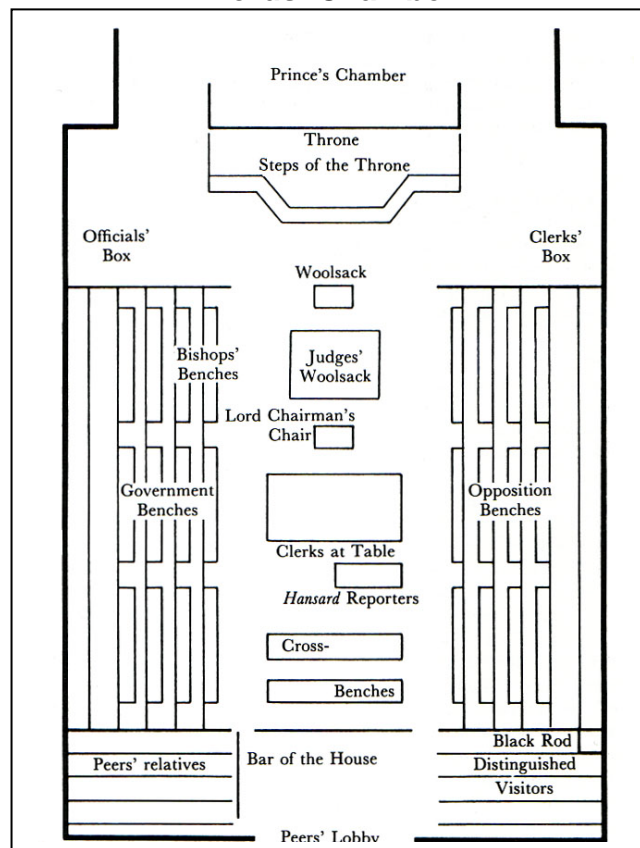 Prince's Chamber
Throne
Steps of the Throne
Officials'
Box
Clerks'
Box
Woolsack
Bishops'
Benches
Judges'
Woolsack
Lord Chairman's
Chair
Government
Benches
Opposition
Benches
Clerks at Table
Hansard Reporters
Cross-
Benches
Black Rod
Peers' relatives
Bar of the House
Distinguished
Visitors
Peers' Lobby